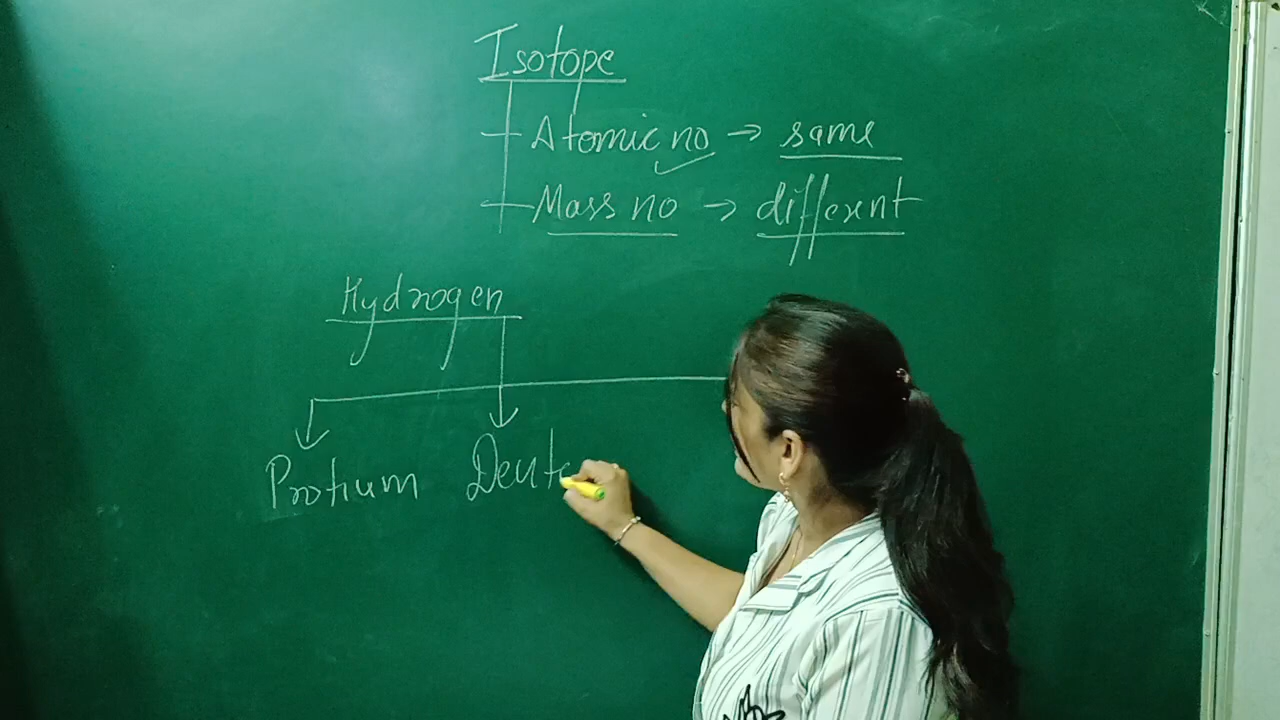 Isotope
Atomic no → same
Mass no → different
Hydrogen
Protium Deute